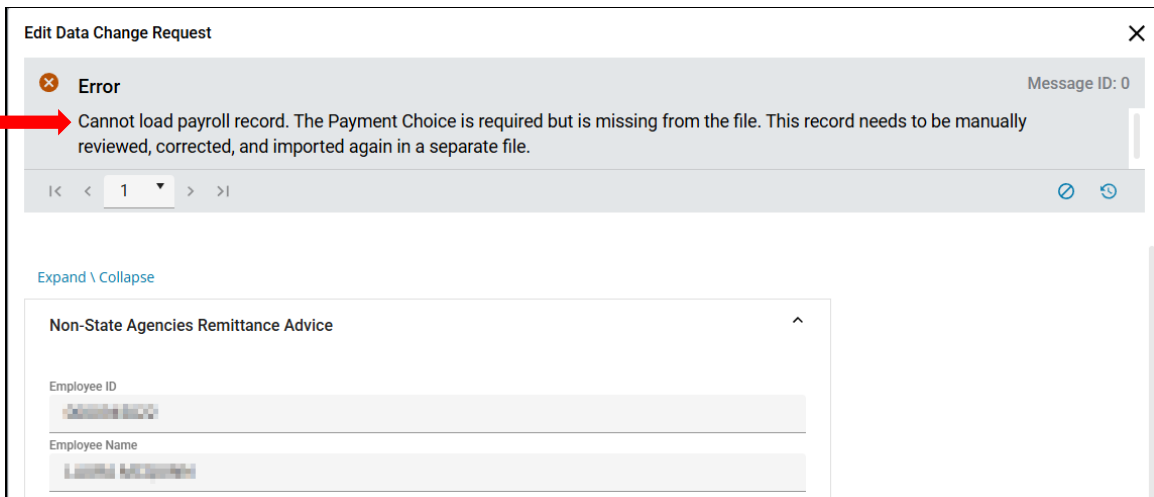 Edit Data Change Request
Error
Message ID: 0
Cannot load payroll record. The Payment Choice is required but is missing from the file. This record needs to be manually
reviewed, corrected, and imported again in a separate file.
1
Expand \ Collapse
Non-State Agencies Remittance Advice
Employee ID
Employee Name